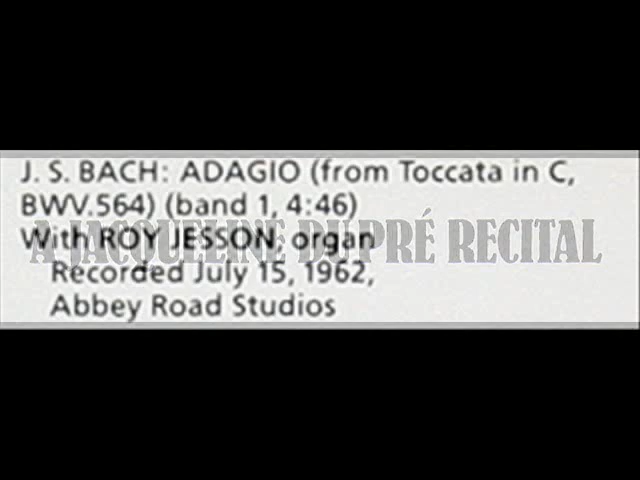 J. S. BACH: ADAGIO (from Toccata in C,
BWV.564) (band 1, 4:46)
With ROY JESSON, organ
A JACQUELINE DU PRÉ RECITAL
Recorded July 15, 1962,
Abbey Road Studios